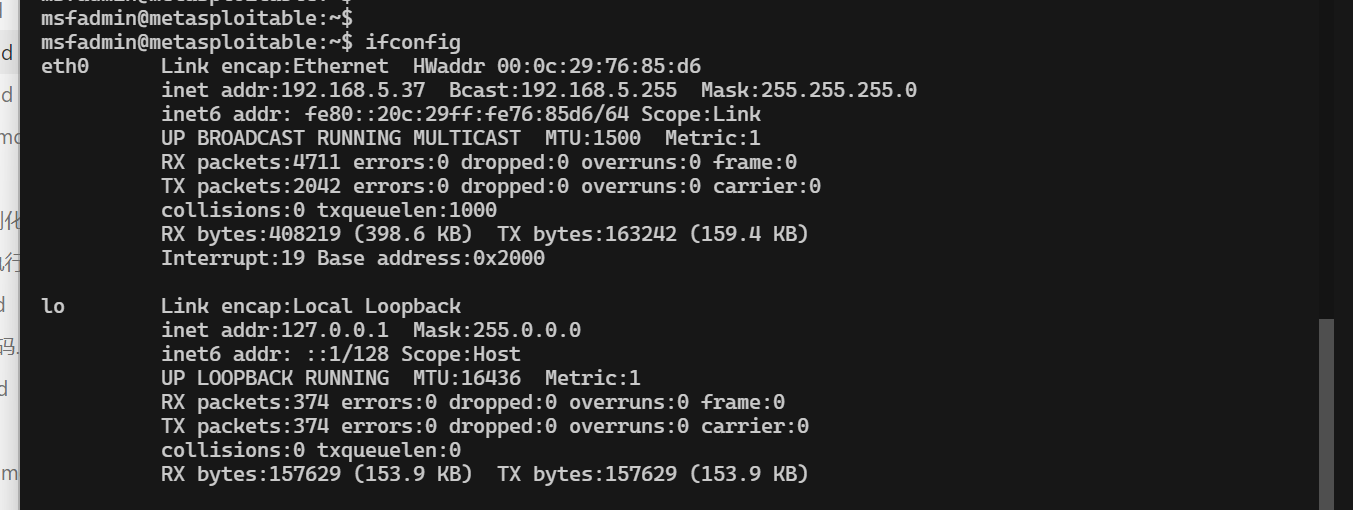 msfadmin@metasploitable:~$
msfadmin@metasploitable:~$ ifconfig
eth0      Link encap:Ethernet  HWaddr 00:0c:29:76:85:d6
          inet addr:192.168.5.37  Bcast:192.168.5.255  Mask:255.255.255.0
          inet6 addr: fe80::20c:29ff:fe76:85d6/64 Scope:Link
          UP BROADCAST RUNNING MULTICAST  MTU:1500  Metric:1
          RX packets:4711 errors:0 dropped:0 overruns:0 frame:0
          TX packets:2042 errors:0 dropped:0 overruns:0 carrier:0
          collisions:0 txqueuelen:1000
          RX bytes:408219 (398.6 KB)  TX bytes:163242 (159.4 KB)
          Interrupt:19 Base address:0x2000
lo        Link encap:Local Loopback
          inet addr:127.0.0.1  Mask:255.0.0.0
          inet6 addr: ::1/128 Scope:Host
          UP LOOPBACK RUNNING  MTU:16436  Metric:1
          RX packets:374 errors:0 dropped:0 overruns:0 frame:0
          TX packets:374 errors:0 dropped:0 overruns:0 carrier:0
          collisions:0 txqueuelen:0
          RX bytes:157629 (153.9 KB)  TX bytes:157629 (153.9 KB)